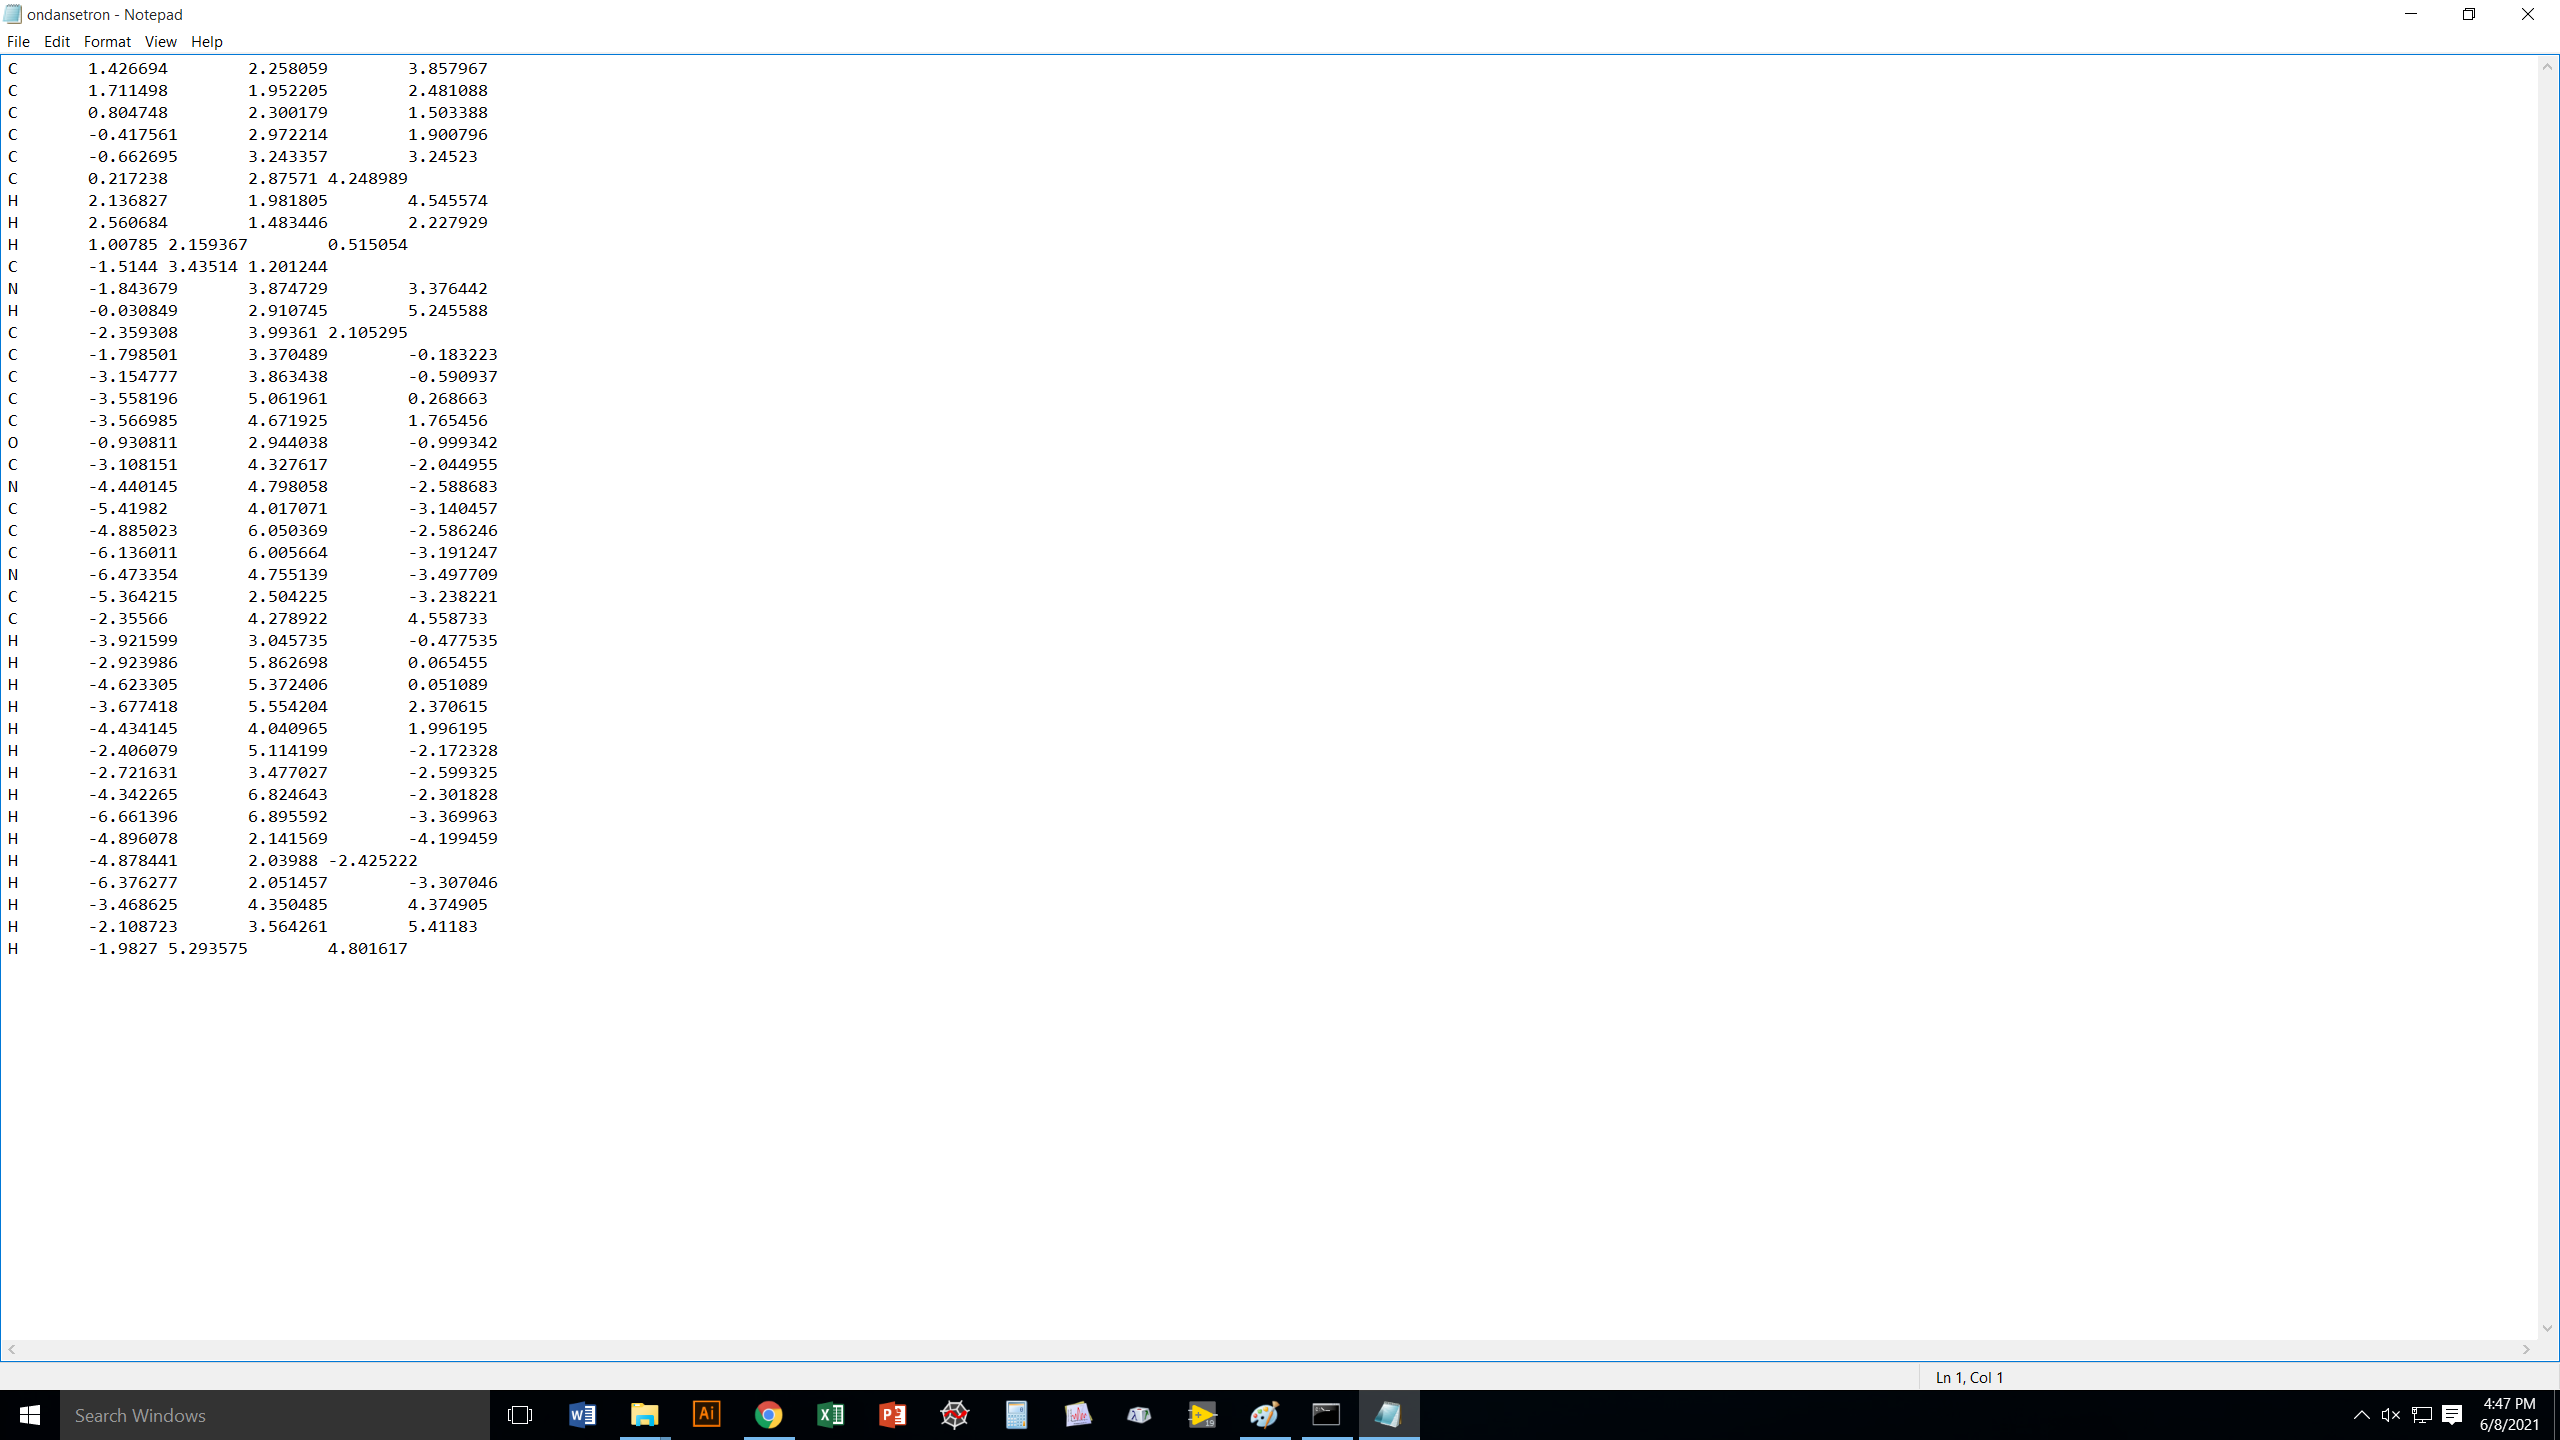 ondansetron - Notepad
File Edit Format View Help
C 1.426694 2.258059 3.857967
C 1.711498 1.952205 2.481088
C 0.804748 2.300179 1.503388
C -0.417561 2.972214 1.900796
C -0.662695 3.243357 3.24523
C 0.217238 2.87571 4.248989
H 2.136827 1.981805 4.545574
H 2.560684 1.483446 2.227929
H 1.00785 2.159367 0.515054
C -1.5144 3.43514 1.201244
N -1.843679 3.874729 3.376442
H -0.030849 2.910745 5.245588
C -2.359308 3.99361 2.105295
C -1.798501 3.370489 -0.183223
C -3.154777 3.863438 -0.590937
C -3.558196 5.061961 0.268663
C -3.566985 4.671925 1.765456
O -0.930811 2.944038 -0.999342
C -3.108151 4.327617 -2.044955
N -4.440145 4.798058 -2.588683
C -5.41982 4.017071 -3.140457
C -4.885023 6.050369 -2.586246
C -6.136011 6.005664 -3.191247
N -6.473354 4.755139 -3.497709
C -5.364215 2.504225 -3.238221
C -2.35566 4.278922 4.558733
H -3.921599 3.045735 -0.477535
H -2.923986 5.862698 0.065455
H -4.623305 5.372406 0.051089
H -3.677418 5.554204 2.370615
H -4.434145 4.040965 1.996195
H -2.406079 5.114199 -2.172328
H -2.721631 3.477027 -2.599325
H -4.342265 6.824643 -2.301828
H -6.661396 6.895592 -3.369963
H -4.896078 2.141569 -4.199459
H -4.878441 2.03988 -2.425222
H -6.376277 2.051457 -3.307046
H -3.468625 4.350485 4.374905
H -2.108723 3.564261 5.41183
H -1.9827 5.293575 4.801617
Ln 1, Col 1
Search Windows
Ai
19
4:47 PM
6/8/2021